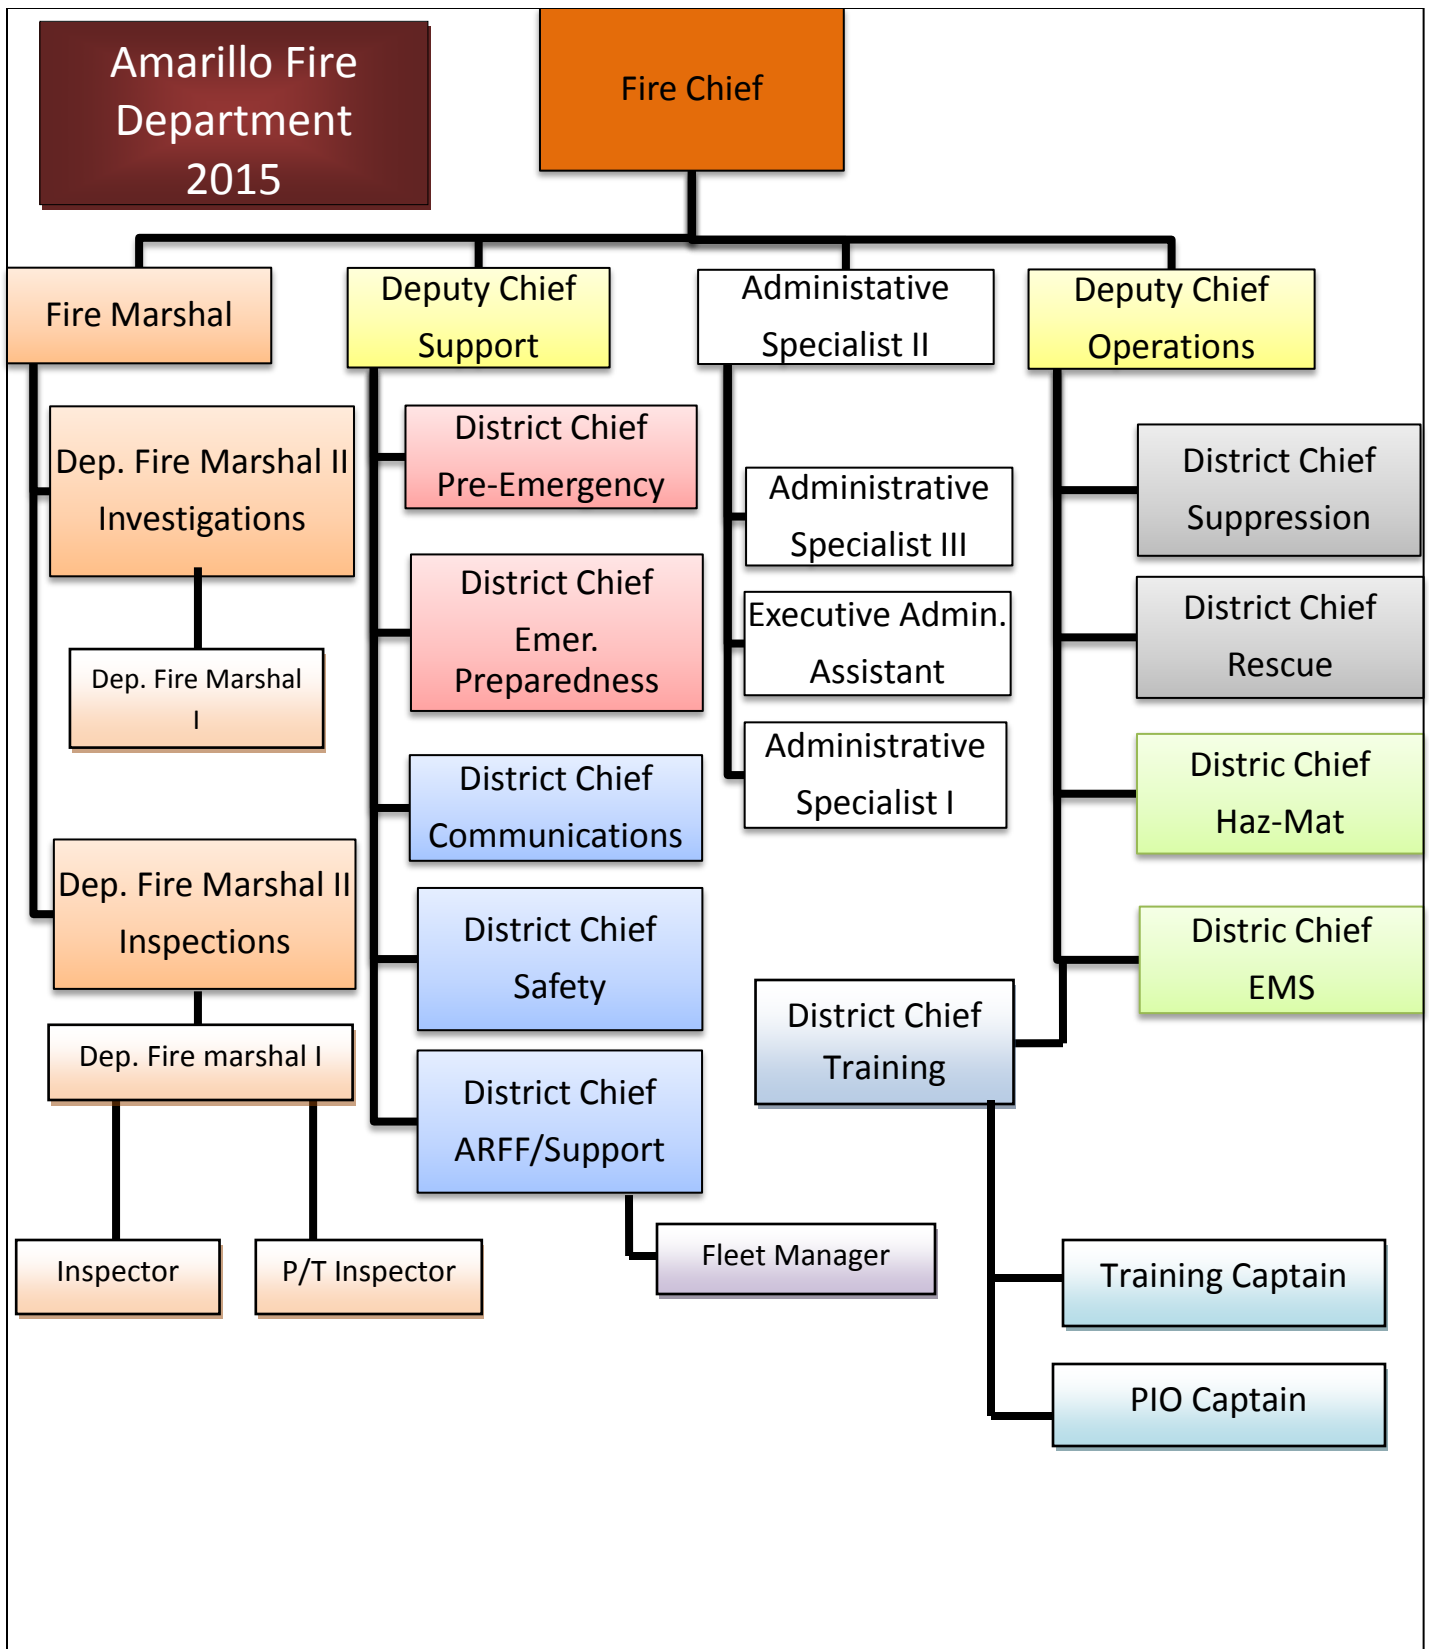 Amarillo Fire
Department
2015
Fire Chief
Fire Marshal
Deputy Chief
Support
Administative
Specialist II
Deputy Chief
Operations
Dep. Fire Marshal II
Investigations
Dep. Fire Marshal
I
Dep. Fire Marshal II
Inspections
Dep. Fire marshal I
Inspector
P/T Inspector
District Chief
Pre-Emergency
District Chief
Emer.
Preparedness
District Chief
Communications
District Chief
Safety
District Chief
ARFF/Support
Fleet Manager
Administrative
Specialist III
Executive Admin.
Assistant
Administrative
Specialist I
District Chief
Suppression
District Chief
Rescue
Distric Chief
Haz-Mat
Distric Chief
EMS
District Chief
Training
Training Captain
PIO Captain